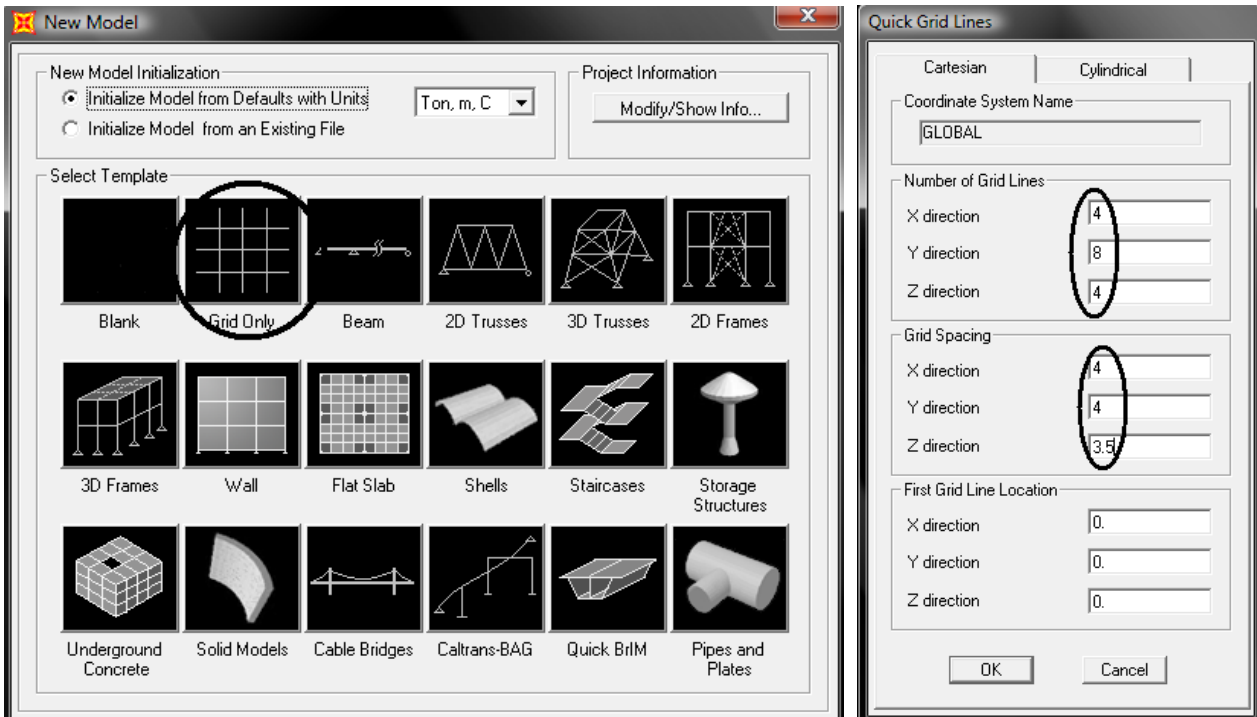 New Model
New Model Initialization
Initialize Model from Defaults with Units
Ton, m, C
Initialize Model from an Existing File
Project Information
Modify/Show Info...
Select Template
Blank
Grid Only
Beam
2D Trusses
3D Trusses
2D Frames
3D Frames
Wall
Flat Slab
Shells
Staircases
Storage
Structures
Underground
Concrete
Solid Models
Cable Bridges
Caltrans-BAG
Quick BrIM
Pipes and
Plates
Quick Grid Lines
Cartesian
Cylindrical
Coordinate System Name
GLOBAL
Number of Grid Lines
X direction 4
Y direction 8
Z direction 4
Grid Spacing
X direction 4
Y direction 4
Z direction 3.5
First Grid Line Location
X direction 0.
Y direction 0.
Z direction 0.
OK Cancel